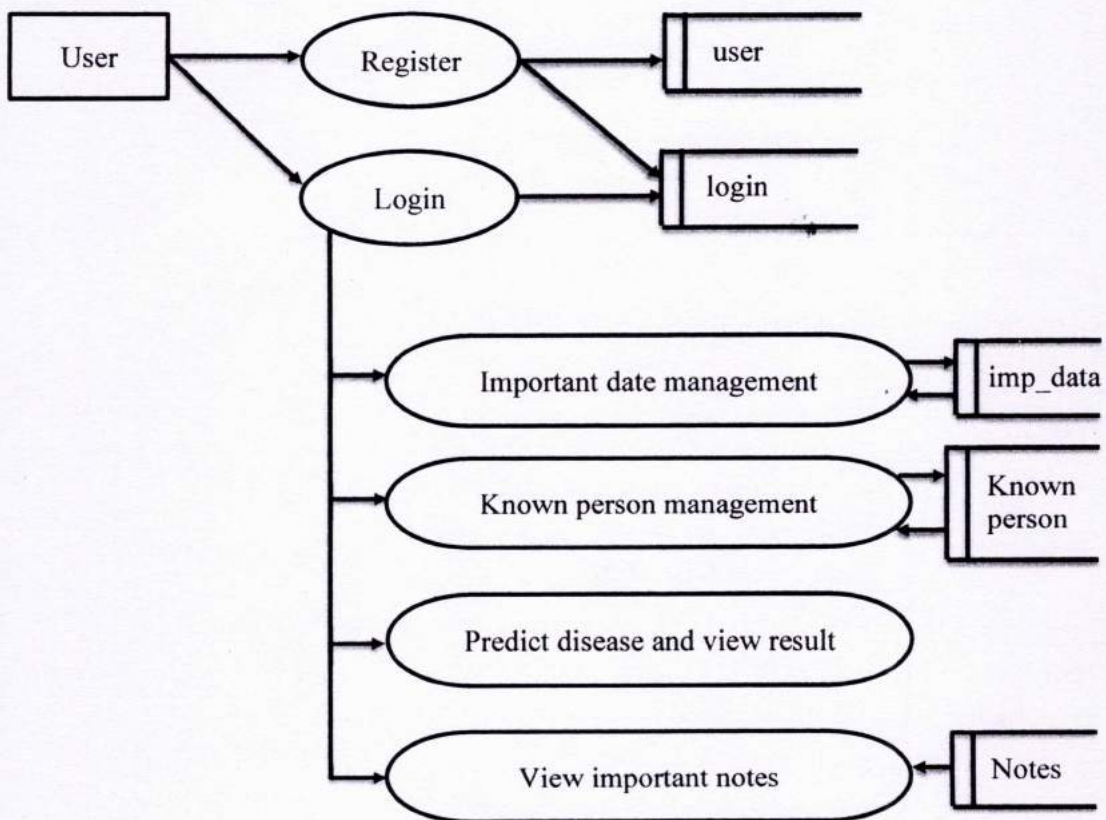 User
Register
user
Login
login
Important date management
imp_data
Known person management
Known
person
Predict disease and view result
View important notes
Notes